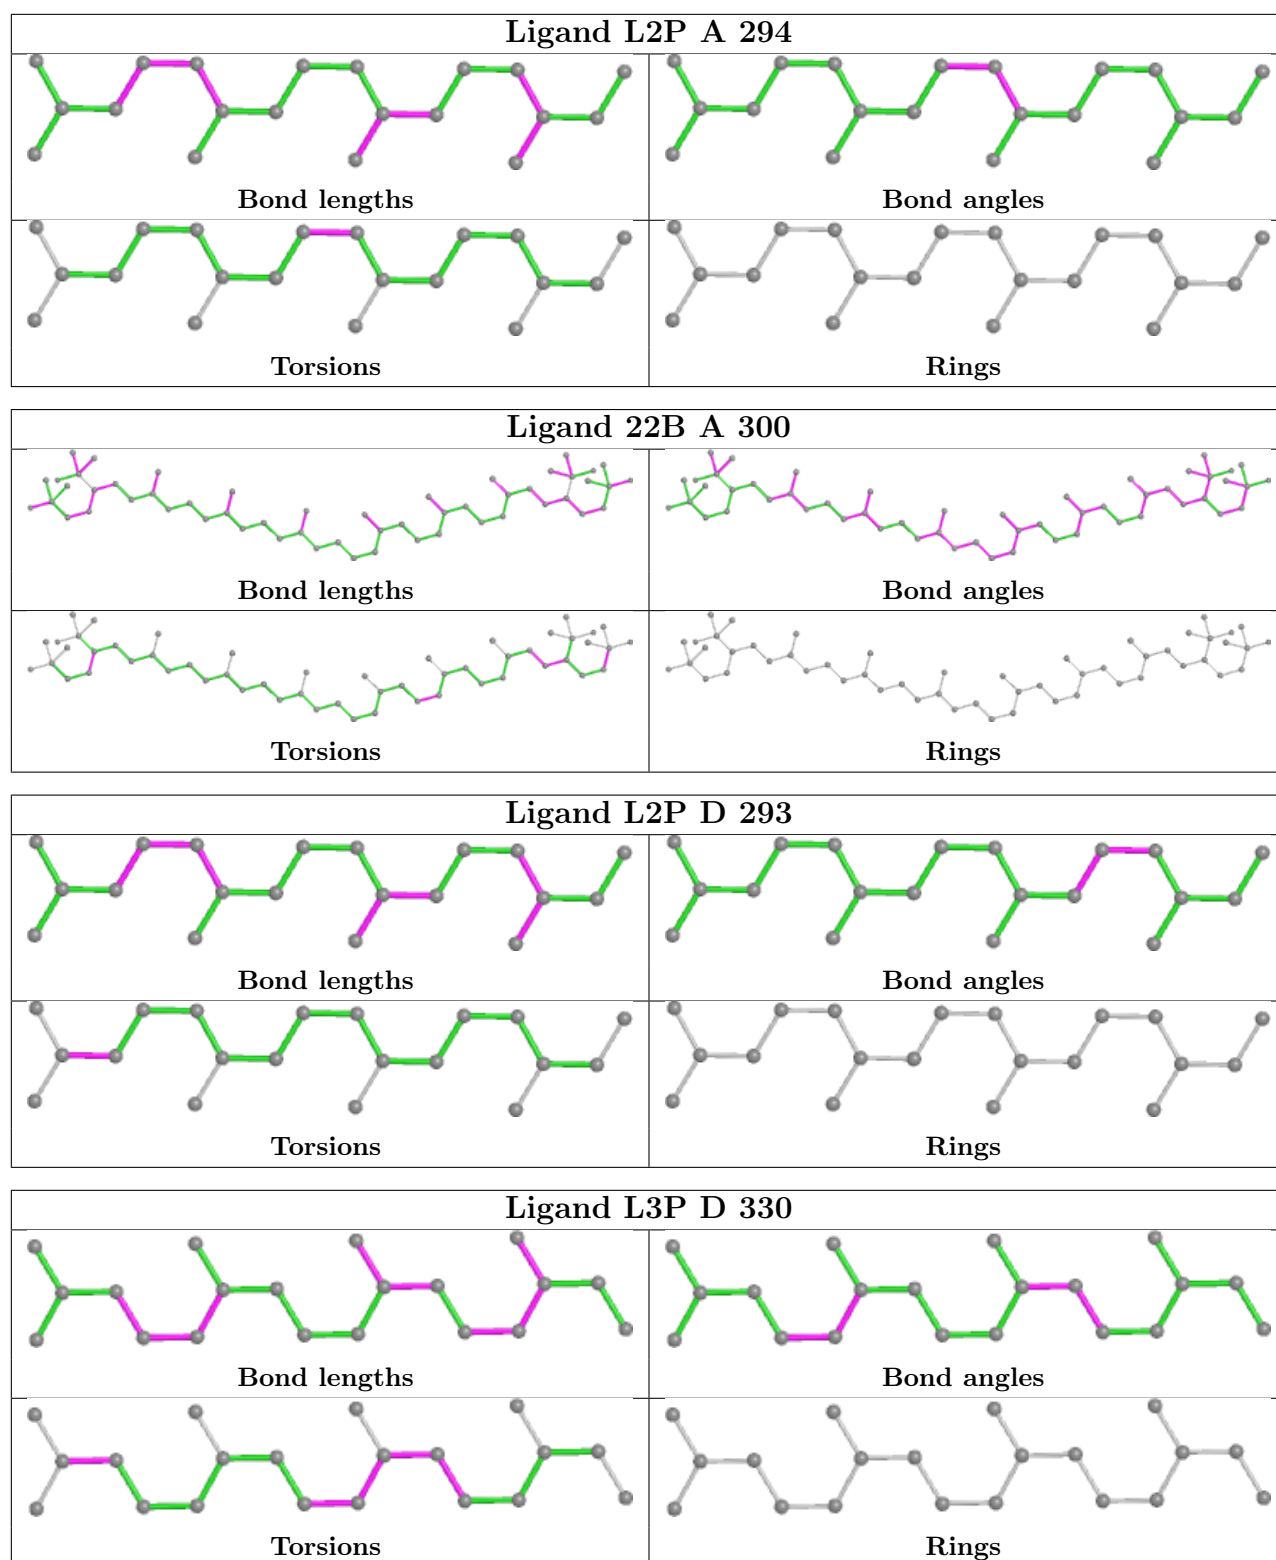 Ligand L2P A 294
Bond lengths
Bond angles
Torsions
Rings
Ligand 22B A 300
Bond lengths
Bond angles
Torsions
Rings
Ligand L2P D 293
Bond lengths
Bond angles
Torsions
Rings
Ligand L3P D 330
Bond lengths
Bond angles
Torsions
Rings